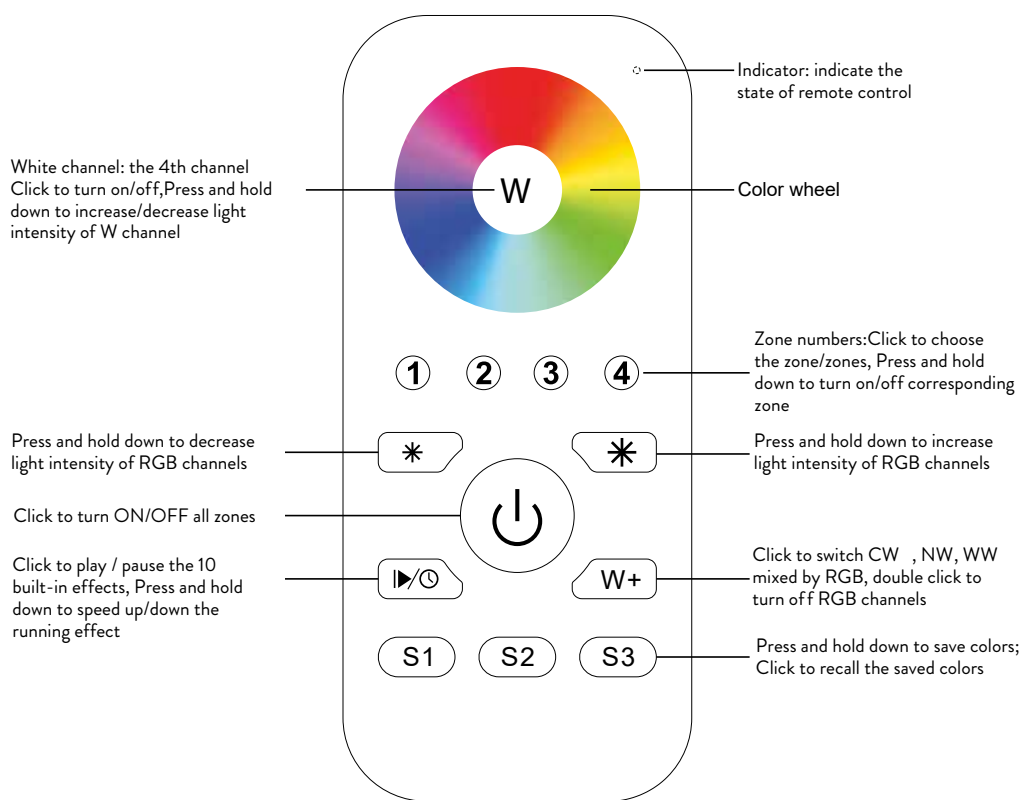 Indicator: indicate the
state of remote control
White channel: the 4th channel
Click to turn on/off,Press and hold
down to increase/decrease light
intensity of W channel
W
Color wheel
Zone numbers:Click to choose
the zone/zones, Press and hold
down to turn on/off corresponding
zone
1 2 3 4
Press and hold down to decrease
light intensity of RGB channels
Press and hold down to increase
light intensity of RGB channels
Click to turn ON/OFF all zones
Click to play / pause the 10
built-in effects, Press and hold
down to speed up/down the
running effect
W+
Click to switch CW , NW, WW
mixed by RGB, double click to
turn off RGB channels
S1 S2 S3
Press and hold down to save colors;
Click to recall the saved colors